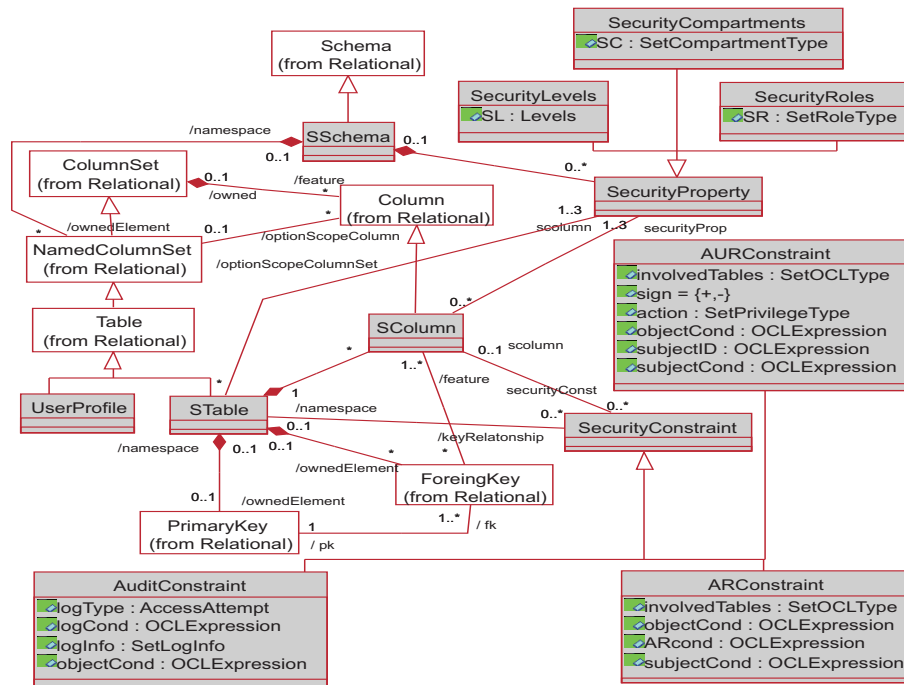 SecurityCompartments
SC : SetCompartmentType
Schema
(from Relational)
SecurityLevels
SL : Levels
SecurityRoles
SR : SetRoleType
/namespace
SSchema
0..1
0..1
0..*
ColumnSet
(from Relational)
0..1
/owned
/feature
*
Column
(from Relational)
SecurityProperty
/ownedElement
*
0..1
*
/optionScopeColumn
1..3
scolumn
1..3
securityProp
NamedColumnSet
(from Relational)
/optionScopeColumnSet
AURConstraint
involvedTables : SetOCLType
sign = {+,-}
action : SetPrivilegeType
objectCond : OCLExpression
subjectID : OCLExpression
subjectCond : OCLExpression
Table
(from Relational)
0..*
SColumn
*
1..*
0..1
scolumn
/feature
*
1
UserProfile
STable
/namespace
securityConst
0..*
0..*
SecurityConstraint
/namespace
0..1
0..1
0..1
/keyRelatonship
*
*
/ownedElement
ForeingKey
(from Relational)
0..1
/ownedElement
1..*
/ fk
PrimaryKey
(from Relational)
1
/ pk
AuditConstraint
logType : AccessAttempt
logCond : OCLExpression
logInfo : SetLogInfo
objectCond : OCLExpression
ARConstraint
involvedTables : SetOCLType
objectCond : OCLExpression
ARcond : OCLExpression
subjectCond : OCLExpression